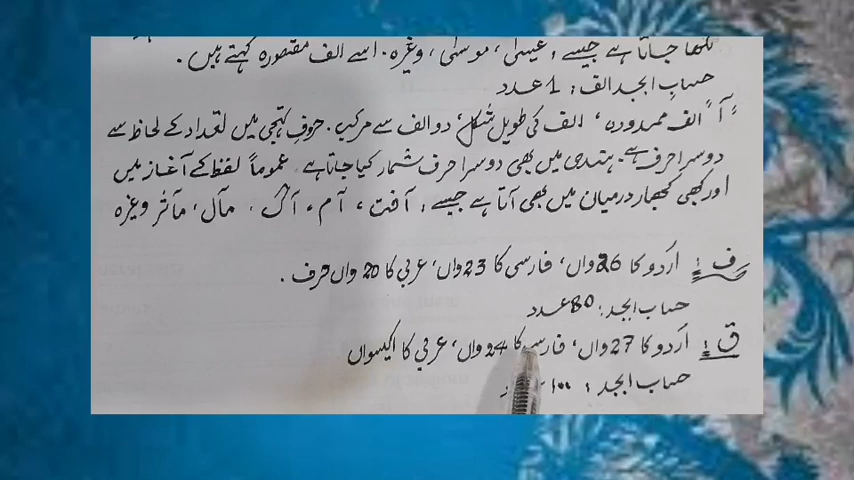 لکھا جاتا ہے جیسے: عیسیٰ، موسیٰ، وغیرہ. اسے الف مقصورہ کہتے ہیں.
حسابِ ابجد الف: 1 عدد
"آ" الف ممدودہ، الف کی طویل شکل، دو الف سے مرکب. حروفِ تہجی میں تعداد کے لحاظ سے
دوسرا حرف ہے. ہندی میں بھی دوسرا حرف شمار کیا جاتا ہے. عموماً لفظ کے آغاز میں
اور کبھی کبھار درمیان میں بھی آتا ہے جیسے: آفت، آم، آگ، مآل، مآثر وغیرہ
ف: اُردو کا 26 واں، فارسی کا 23 واں، عربی کا 20 واں حرف.
حساب ابجد: 80 عدد
ق: اُردو کا 27 واں، فارسی کا 24 واں، عربی کا اکیسواں
حساب ابجد: ۱۰۰